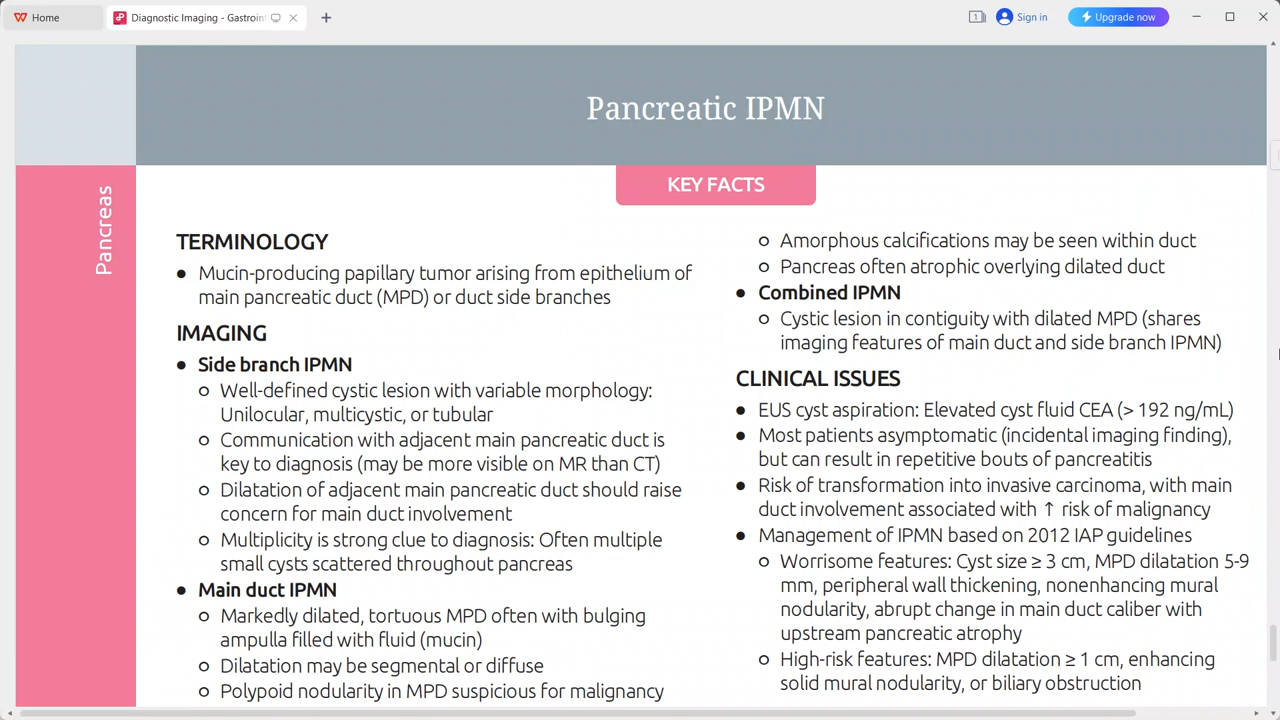 Home
Diagnostic Imaging - Gastroin
1
Sign in
Upgrade now
Pancreatic IPMN
Pancreas
KEY FACTS
TERMINOLOGY
● Mucin-producing papillary tumor arising from epithelium of
main pancreatic duct (MPD) or duct side branches
IMAGING
● Side branch IPMN
○ Well-defined cystic lesion with variable morphology:
Unilocular, multicystic, or tubular
○ Communication with adjacent main pancreatic duct is
key to diagnosis (may be more visible on MR than CT)
○ Dilatation of adjacent main pancreatic duct should raise
concern for main duct involvement
○ Multiplicity is strong clue to diagnosis: Often multiple
small cysts scattered throughout pancreas
● Main duct IPMN
○ Markedly dilated, tortuous MPD often with bulging
ampulla filled with fluid (mucin)
○ Dilatation may be segmental or diffuse
○ Polypoid nodularity in MPD suspicious for malignancy
○ Amorphous calcifications may be seen within duct
○ Pancreas often atrophic overlying dilated duct
● Combined IPMN
○ Cystic lesion in contiguity with dilated MPD (shares
imaging features of main duct and side branch IPMN)
CLINICAL ISSUES
● EUS cyst aspiration: Elevated cyst fluid CEA (> 192 ng/mL)
● Most patients asymptomatic (incidental imaging finding),
but can result in repetitive bouts of pancreatitis
● Risk of transformation into invasive carcinoma, with main
duct involvement associated with ↑ risk of malignancy
● Management of IPMN based on 2012 IAP guidelines
○ Worrisome features: Cyst size ≥ 3 cm, MPD dilatation 5-9
mm, peripheral wall thickening, nonenhancing mural
nodularity, abrupt change in main duct caliber with
upstream pancreatic atrophy
○ High-risk features: MPD dilatation ≥ 1 cm, enhancing
solid mural nodularity, or biliary obstruction